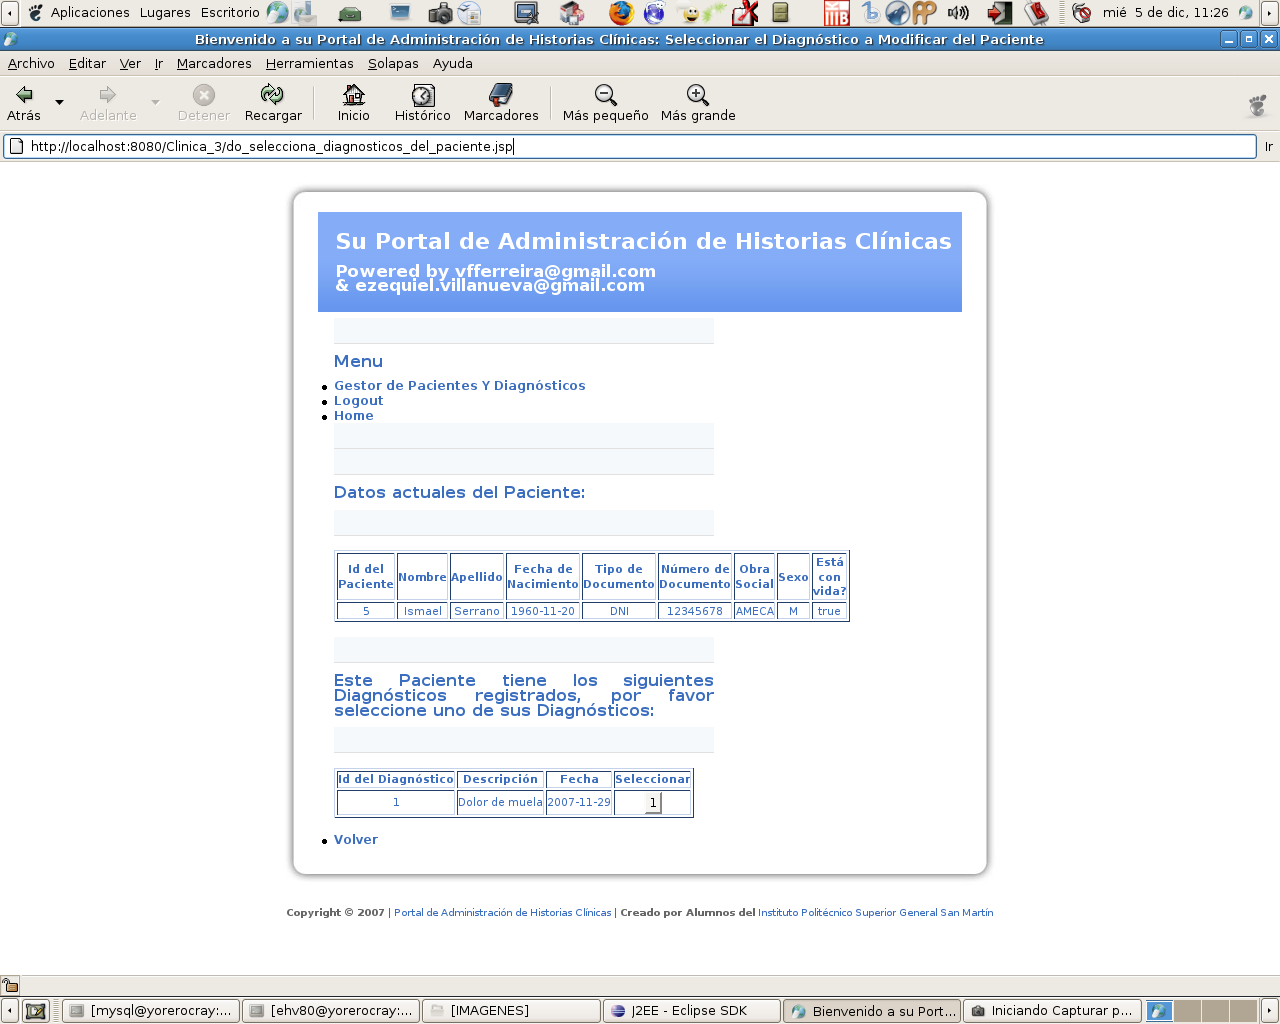 Aplicaciones Lugares Escritorio mié 5 de dic, 11:26
Bienvenido a su Portal de Administración de Historias Clínicas: Seleccionar el Diagnóstico a Modificar del Paciente
Archivo Editar Ver Ir Marcadores Herramientas Solapas Ayuda
Atrás Adelante Detener Recargar Inicio Histórico Marcadores Más pequeño Más grande
http://localhost:8080/Clinica_3/do_selecciona_diagnosticos_del_paciente.jsp Ir
Su Portal de Administración de Historias Clínicas
Powered by vfferreira@gmail.com
& ezequiel.villanueva@gmail.com
Menu
Gestor de Pacientes Y Diagnósticos
Logout
Home
Datos actuales del Paciente:
Id del Paciente Nombre Apellido Fecha de Nacimiento Tipo de Documento Número de Documento Obra Social Sexo Está con vida?
5 Ismael Serrano 1960-11-20 DNI 12345678 AMECA M true
Este Paciente tiene los siguientes
Diagnósticos registrados, por favor
seleccione uno de sus Diagnósticos:
Id del Diagnóstico Descripción Fecha Seleccionar
1 Dolor de muela 2007-11-29 1
Volver
Copyright © 2007 | Portal de Administración de Historias Clínicas | Creado por Alumnos del Instituto Politécnico Superior General San Martín
[mysql@yorerocray:... [ehv80@yorerocray:... [IMAGENES] J2EE - Eclipse SDK Bienvenido a su Port... Iniciando Capturar p...